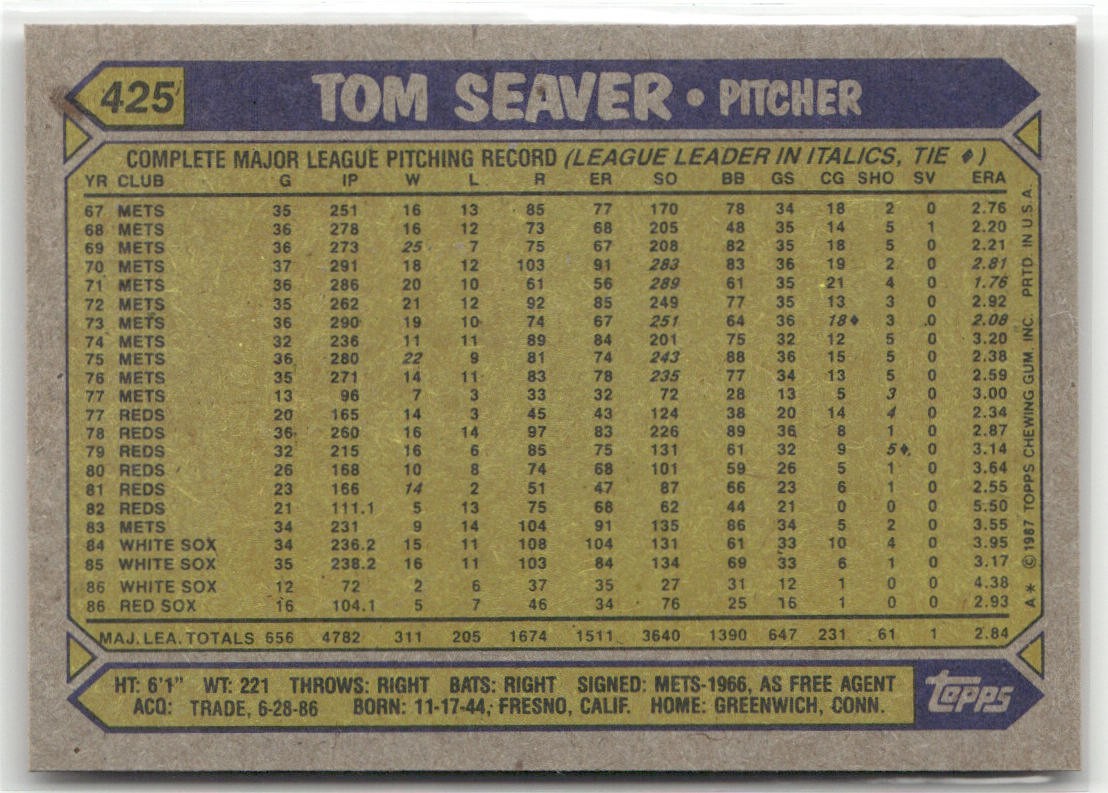 425 TOM SEAVER • PITCHER
COMPLETE MAJOR LEAGUE PITCHING RECORD (LEAGUE LEADER IN ITALICS, TIE ♦)
YR CLUB G IP W L R ER SO BB GS CG SHO SV ERA
67 METS 35 251 16 13 85 77 170 78 34 18 2 0 2.76
68 METS 36 278 16 12 73 68 205 48 35 14 5 1 2.20
69 METS 36 273 25 7 75 67 208 82 35 18 5 0 2.21
70 METS 37 291 18 12 103 91 283 83 36 19 2 0 2.81
71 METS 36 286 20 10 61 56 289 61 35 21 4 0 1.76
72 METS 35 262 21 12 92 85 249 77 35 13 3 0 2.92
73 METS 36 290 19 10 74 67 251 64 36 18♦ 3 0 2.08
74 METS 32 236 11 11 89 84 201 75 32 12 5 0 3.20
75 METS 36 280 22 9 81 74 243 88 36 15 5 0 2.38
76 METS 35 271 14 11 83 78 235 77 34 13 5 0 2.59
77 METS 13 96 7 3 33 32 72 28 13 5 3 0 3.00
77 REDS 20 165 14 3 45 43 124 38 20 14 4 0 2.34
78 REDS 36 260 16 14 97 83 226 89 36 8 1 0 2.87
79 REDS 32 215 16 6 85 75 131 61 32 9 5♦ 0 3.14
80 REDS 26 168 10 8 74 68 101 59 26 5 1 0 3.64
81 REDS 23 166 14 2 51 47 87 66 23 6 1 0 2.55
82 REDS 21 111.1 5 13 75 68 62 44 21 0 0 0 5.50
83 METS 34 231 9 14 104 91 135 86 34 5 2 0 3.55
84 WHITE SOX 34 236.2 15 11 108 104 131 61 33 10 4 0 3.95
85 WHITE SOX 35 238.2 16 11 103 84 134 69 33 6 1 0 3.17
86 WHITE SOX 12 72 2 6 37 35 27 31 12 1 0 0 4.38
86 RED SOX 16 104.1 5 7 46 34 76 25 16 1 0 0 2.93
MAJ. LEA. TOTALS 656 4782 311 205 1674 1511 3640 1390 647 231 61 1 2.84
A* © 1987 TOPPS CHEWING GUM, INC. PRTD. IN U.S.A.
HT: 6'1" WT: 221 THROWS: RIGHT BATS: RIGHT SIGNED: METS-1966, AS FREE AGENT
ACQ: TRADE, 6-28-86 BORN: 11-17-44, FRESNO, CALIF. HOME: GREENWICH, CONN.
topps